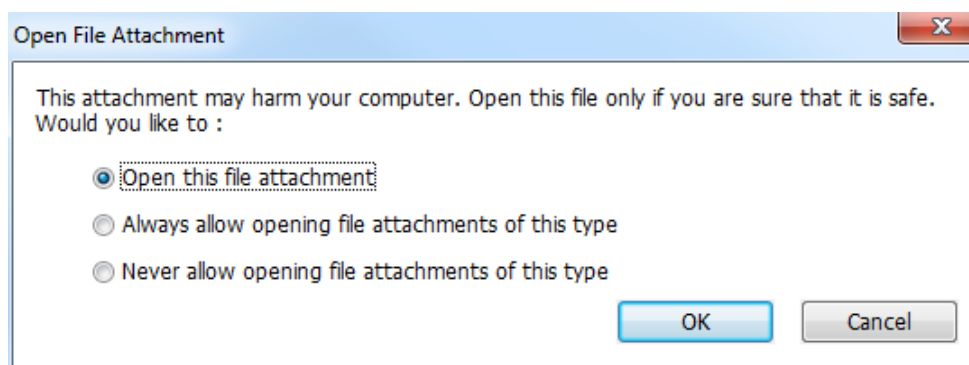 Open File Attachment
This attachment may harm your computer. Open this file only if you are sure that it is safe.
Would you like to :
Open this file attachment
Always allow opening file attachments of this type
Never allow opening file attachments of this type
OK Cancel